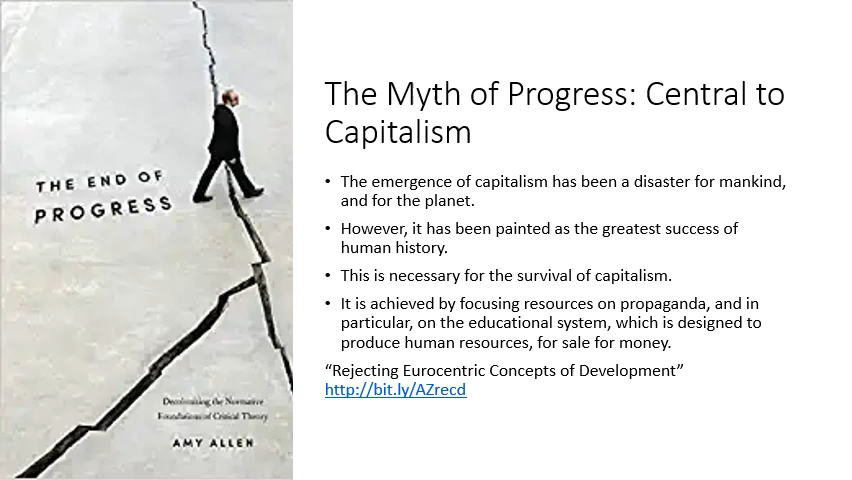 THE END OF
PROGRESS
Decolonizing the Normative
Foundations of Critical Theory
AMY ALLEN
The Myth of Progress: Central to
Capitalism
• The emergence of capitalism has been a disaster for mankind,
and for the planet.
• However, it has been painted as the greatest success of
human history.
• This is necessary for the survival of capitalism.
• It is achieved by focusing resources on propaganda, and in
particular, on the educational system, which is designed to
produce human resources, for sale for money.
“Rejecting Eurocentric Concepts of Development”
http://bit.ly/AZrecd